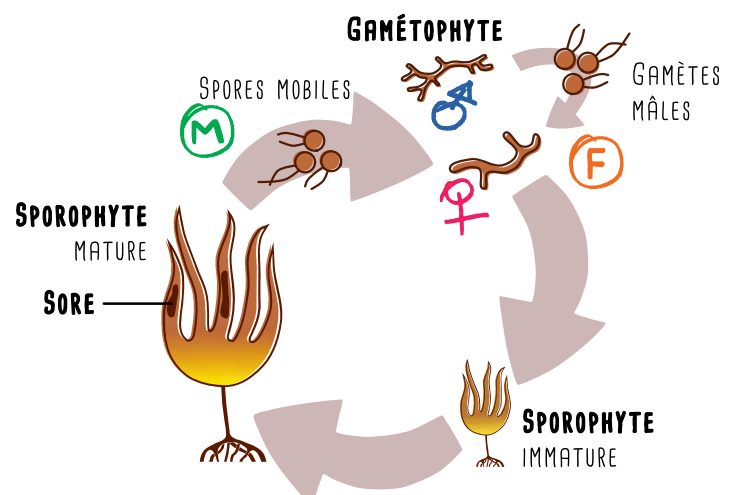 GAMÉTOPHYTE
SPORES MOBILES
GAMÈTES
MÂLES
M
F
SPOROPHYTE
MATURE
SORE
SPOROPHYTE
IMMATURE